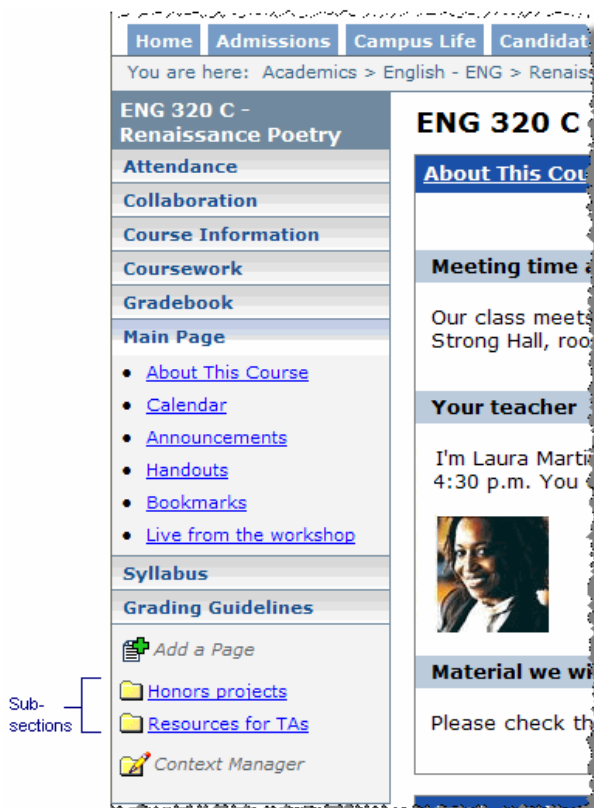 Home Admissions Campus Life Candidat
You are here: Academics > English - ENG > Renais
ENG 320 C -
Renaissance Poetry
Attendance
Collaboration
Course Information
Coursework
Gradebook
Main Page
About This Course
Calendar
Announcements
Handouts
Bookmarks
Live from the workshop
Syllabus
Grading Guidelines
Add a Page
Sub-
sections
Honors projects
Resources for TAs
Context Manager
ENG 320 C
About This Cou
Meeting time a
Our class meets
Strong Hall, roo
Your teacher
I'm Laura Marti
4:30 p.m. You
Material we wi
Please check th